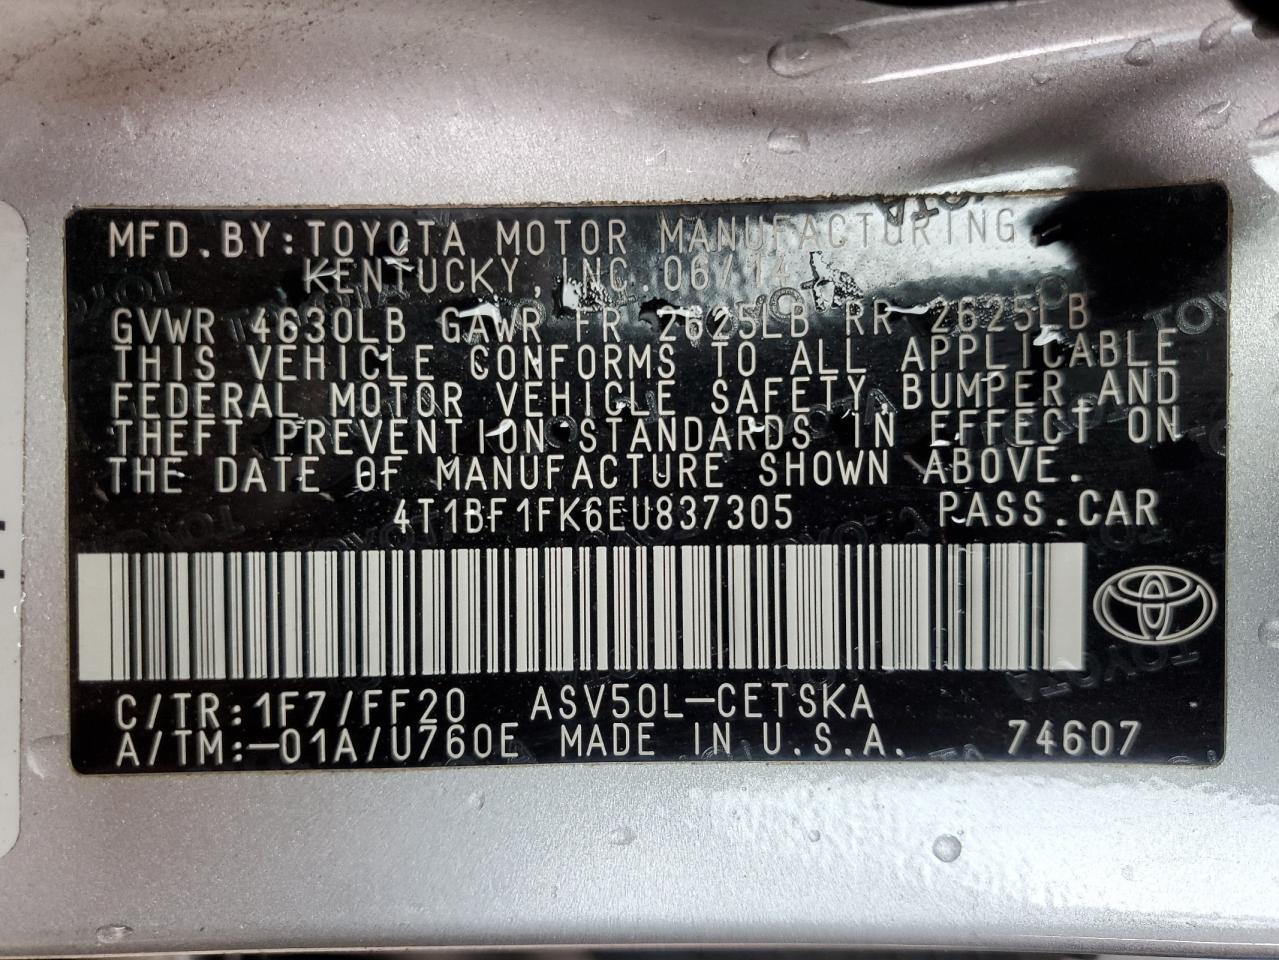 MFD.BY:TOYOTA MOTOR MANUFACTURING
KENTUCKY, INC. 06/14
GVWR 4630LB GAWR FR 2625LB RR 2625LB
THIS VEHICLE CONFORMS TO ALL APPLICABLE
FEDERAL MOTOR VEHICLE SAFETY, BUMPER AND
THEFT PREVENTION STANDARDS IN EFFECT ON
THE DATE OF MANUFACTURE SHOWN ABOVE.
4T1BF1FK6EU837305 PASS.CAR
C/TR:1F7/FF20 ASV50L-CETSKA
A/TM:-01A/U760E MADE IN U.S.A. 74607